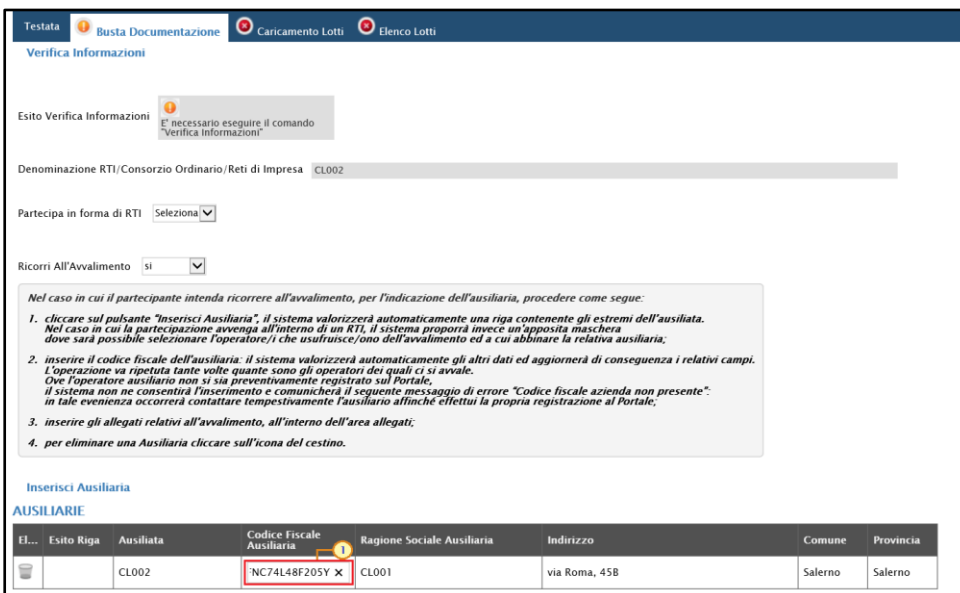 Testata Busta Documentazione Caricamento Lotti Elenco Lotti
Verifica Informazioni
Esito Verifica Informazioni
E' necessario eseguire il comando
"Verifica Informazioni"
Denominazione RTI/Consorzio Ordinario/Reti di Impresa CL002
Partecipa in forma di RTI Seleziona
Ricorri All'Avvalimento si
Nel caso in cui il partecipante intenda ricorrere all'avvalimento, per l'indicazione dell'ausiliaria, procedere come segue:
1. cliccare sul pulsante "Inserisci Ausiliaria", il sistema valorizzerà automaticamente una riga contenente gli estremi dell'ausiliata.
Nel caso in cui la partecipazione avvenga all'interno di un RTI, il sistema proporrà invece un'apposita maschera
dove sarà possibile selezionare l'operatore/i che usufruisce/ono dell'avvalimento ed a cui abbinare la relativa ausiliaria;
2. inserire il codice fiscale dell'ausiliaria: il sistema valorizzerà automaticamente gli altri dati ed aggiornerà di conseguenza i relativi campi.
L'operazione va ripetuta tante volte quante sono gli operatori dei quali ci si avvale.
Ove l'operatore ausiliario non si sia preventivamente registrato sul Portale,
il sistema non ne consentirà l'inserimento e comunicherà il seguente messaggio di errore "Codice fiscale azienda non presente":
in tale evenienza occorrerà contattare tempestivamente l'ausiliario affinché effettui la propria registrazione al Portale;
3. inserire gli allegati relativi all'avvalimento, all'interno dell'area allegati;
4. per eliminare una Ausiliaria cliccare sull'icona del cestino.
Inserisci Ausiliaria
AUSILIARIE
El... Esito Riga Ausiliata Codice Fiscale Ausiliaria 1 Ragione Sociale Ausiliaria Indirizzo Comune Provincia
CL002 NC74L48F205Y CL001 via Roma, 45B Salerno Salerno